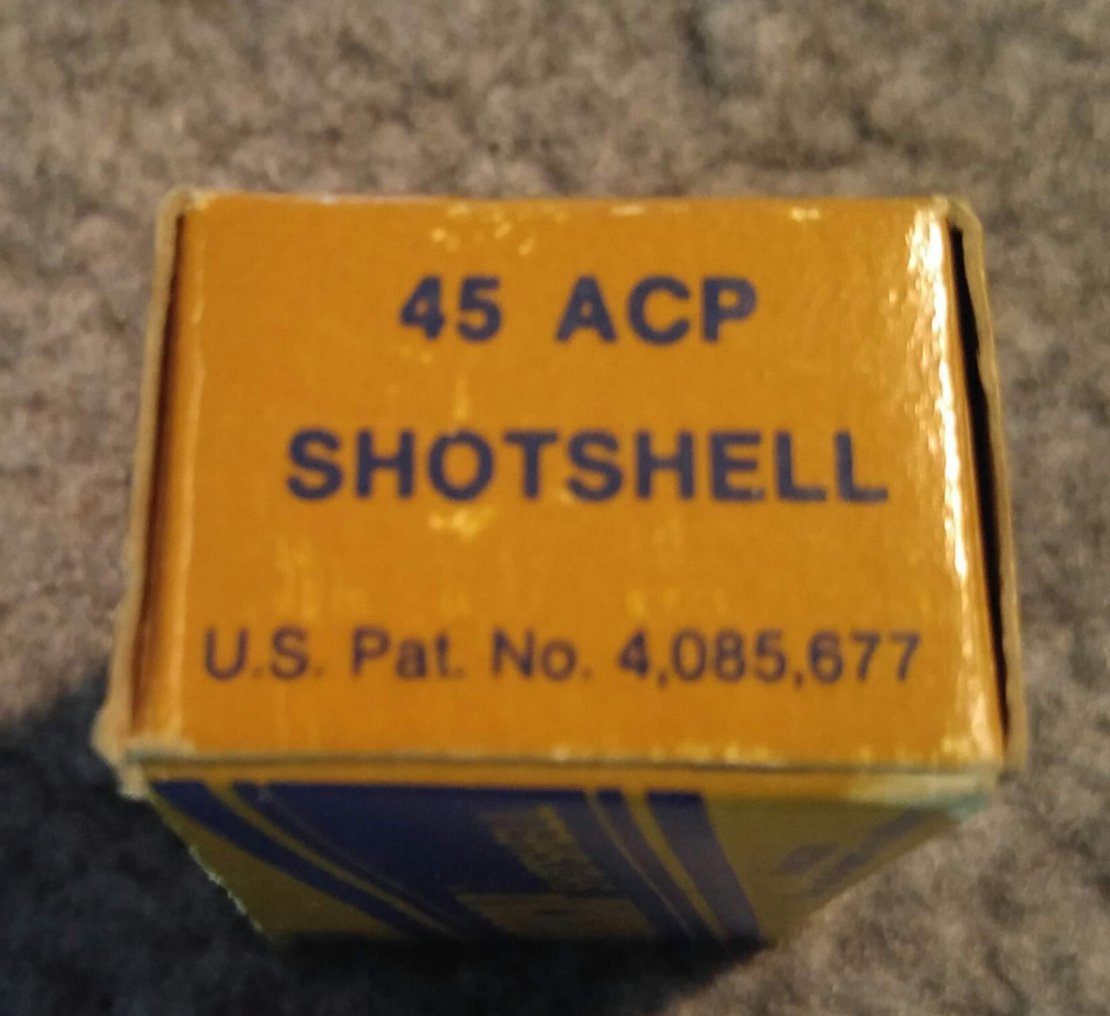 45 ACP
SHOTSHELL
U.S. Pat. No. 4,085,677